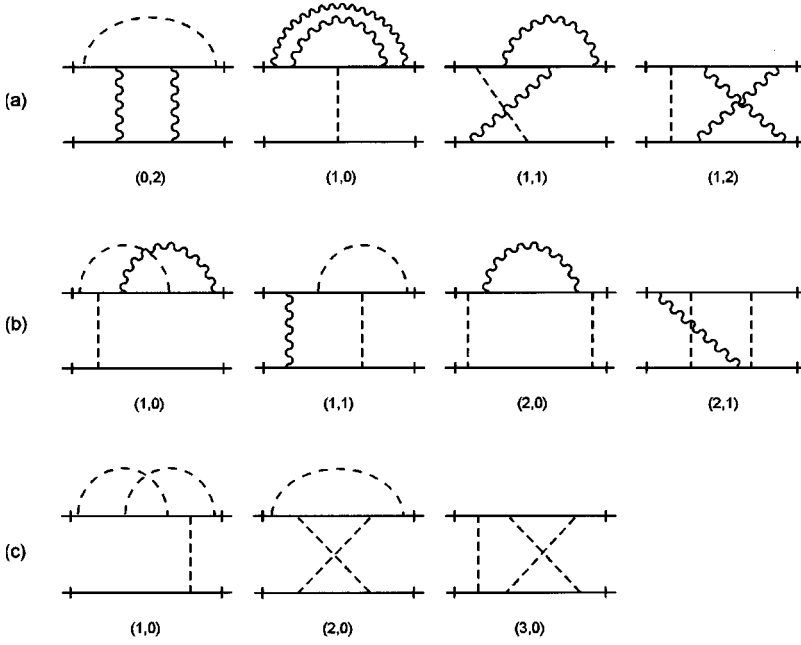 (a)
(0,2) (1,0) (1,1) (1,2)
(b)
(1,0) (1,1) (2,0) (2,1)
(c)
(1,0) (2,0) (3,0)